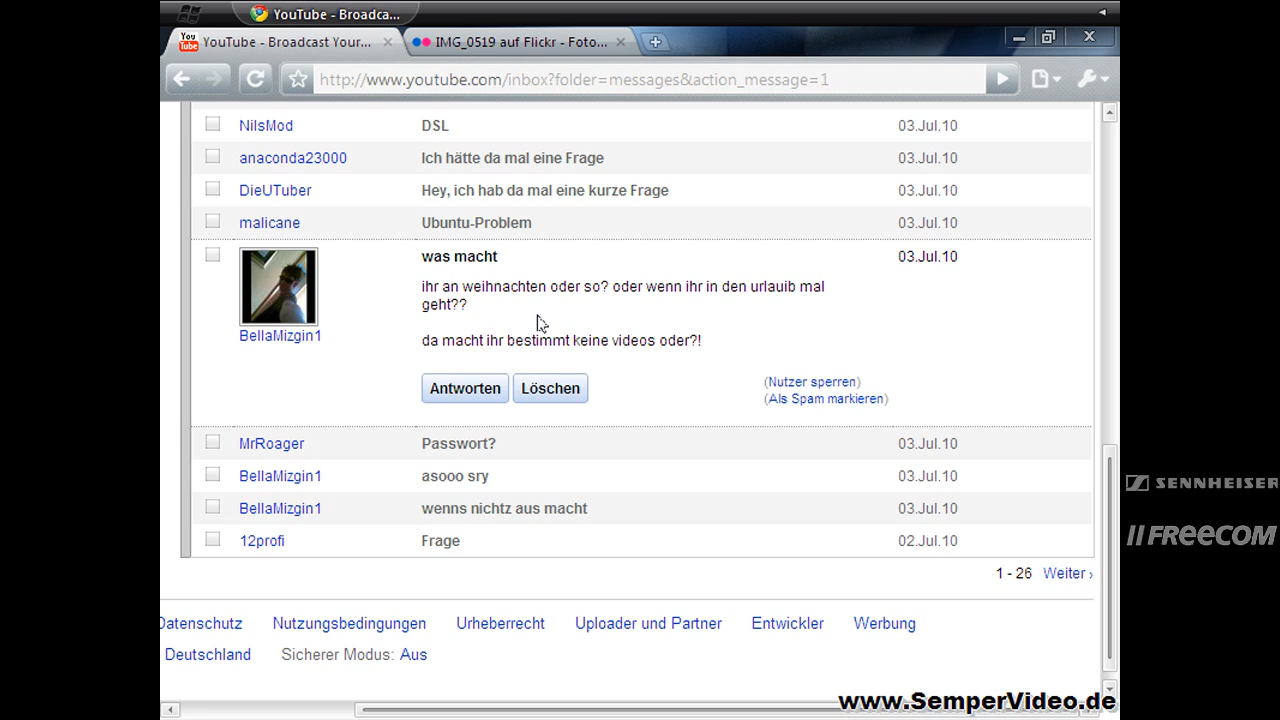 YouTube - Broadca...
You Tube YouTube - Broadcast Your... IMG_0519 auf Flickr - Foto...
http://www.youtube.com/inbox?folder=messages&action_message=1
NilsMod DSL 03.Jul.10
anaconda23000 Ich hätte da mal eine Frage 03.Jul.10
DieUTuber Hey, ich hab da mal eine kurze Frage 03.Jul.10
malicane Ubuntu-Problem 03.Jul.10
was macht 03.Jul.10
ihr an weihnachten oder so? oder wenn ihr in den urlauib mal
geht??
BellaMizgin1 da macht ihr bestimmt keine videos oder?!
Antworten Löschen (Nutzer sperren)
(Als Spam markieren)
MrRoager Passwort? 03.Jul.10
BellaMizgin1 asooo sry 03.Jul.10
BellaMizgin1 wenns nichtz aus macht 03.Jul.10
12profi Frage 02.Jul.10
1 - 26 Weiter ›
Datenschutz Nutzungsbedingungen Urheberrecht Uploader und Partner Entwickler Werbung
Deutschland Sicherer Modus: Aus
SENNHEISER
FREECOM
www.SemperVideo.de